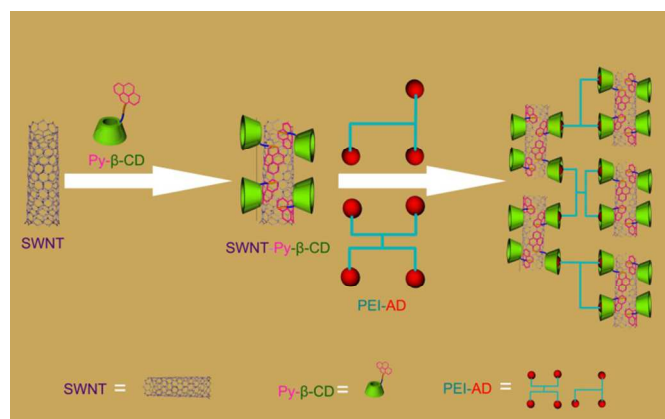 Py-β-CD
SWNT
SWNT-Py-β-CD
PEI-AD
SWNT =
Py-β-CD =
PEI-AD =